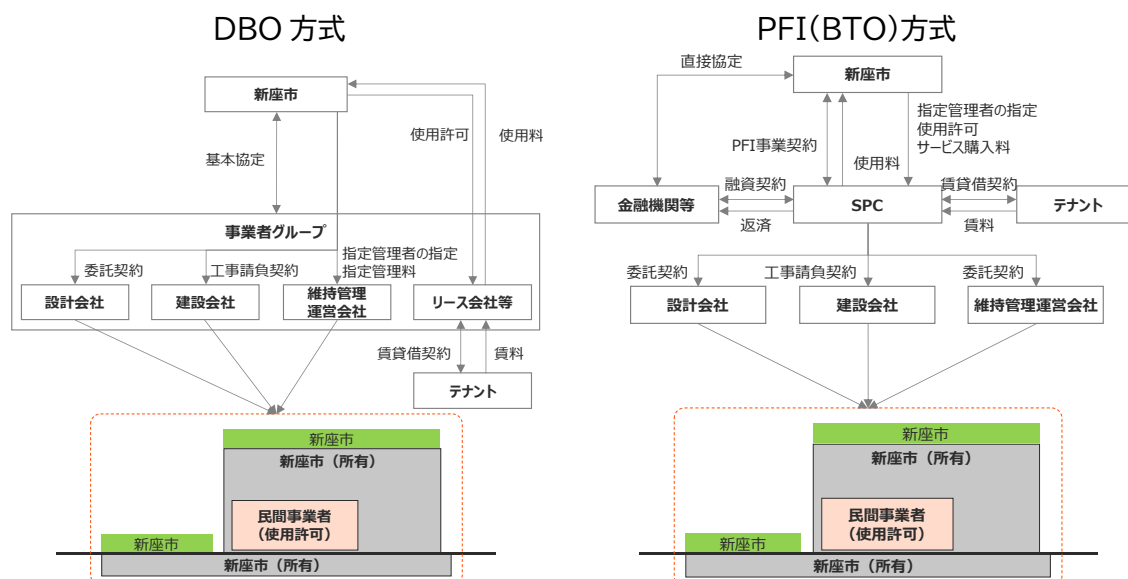 DBO 方式
新座市
使用許可
使用料
基本協定
事業者グループ
指定管理者の指定
指定管理料
委託契約
工事請負契約
設計会社
建設会社
維持管理
運営会社
リース会社等
賃貸借契約
賃料
テナント
新座市
新座市（所有）
民間事業者
（使用許可）
新座市
新座市（所有）
PFI（BTO）方式
直接協定
新座市
指定管理者の指定
使用許可
サービス購入料
PFI事業契約
使用料
融資契約
賃貸借契約
金融機関等
SPC
テナント
返済
賃料
委託契約
工事請負契約
委託契約
設計会社
建設会社
維持管理運営会社
新座市
新座市（所有）
民間事業者
（使用許可）
新座市
新座市（所有）